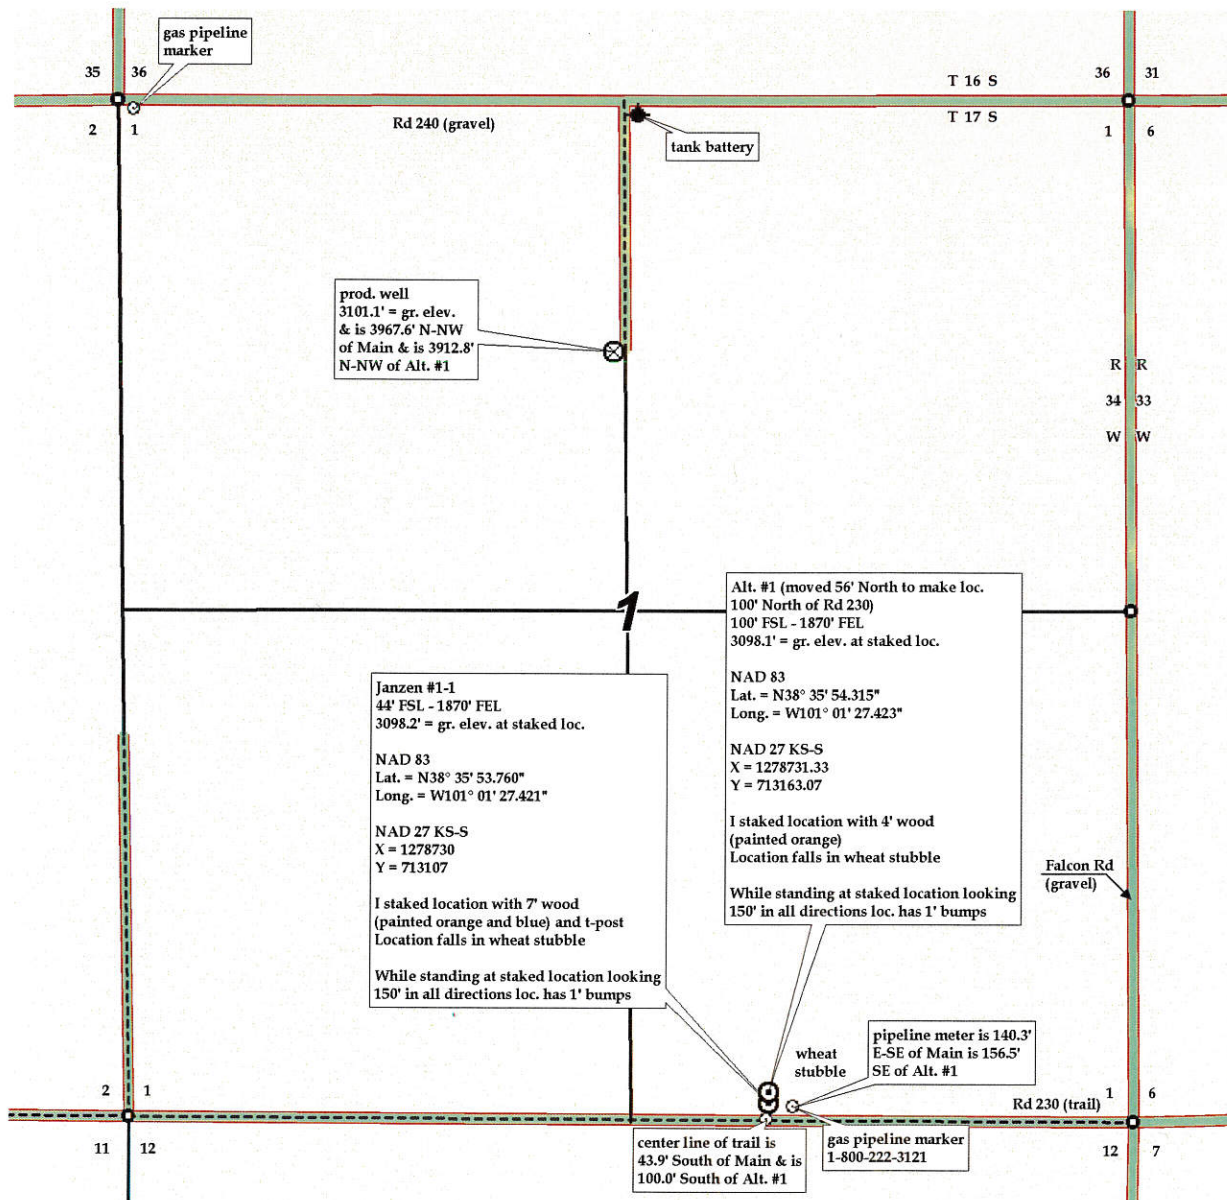 gas pipeline
marker
35 36
36 31
T 16 S
2 1
Rd 240 (gravel)
T 17 S
1 6
tank battery
prod. well
3101.1' = gr. elev.
& is 3967.6' N-NW
of Main & is 3912.8'
N-NW of Alt. #1
R R
34 33
W W
1
Alt. #1 (moved 56' North to make loc.
100' North of Rd 230)
100' FSL - 1870' FEL
3098.1' = gr. elev. at staked loc.
NAD 83
Lat. = N38° 35' 54.315"
Long. = W101° 01' 27.423"
NAD 27 KS-S
X = 1278731.33
Y = 713163.07
I staked location with 4' wood
(painted orange)
Location falls in wheat stubble
While standing at staked location looking
150' in all directions loc. has 1' bumps
Janzen #1-1
44' FSL - 1870' FEL
3098.2' = gr. elev. at staked loc.
NAD 83
Lat. = N38° 35' 53.760"
Long. = W101° 01' 27.421"
NAD 27 KS-S
X = 1278730
Y = 713107
I staked location with 7' wood
(painted orange and blue) and t-post
Location falls in wheat stubble
While standing at staked location looking
150' in all directions loc. has 1' bumps
Falcon Rd
(gravel)
wheat
stubble
pipeline meter is 140.3'
E-SE of Main is 156.5'
SE of Alt. #1
2 1
1 6
Rd 230 (trail)
11 12
center line of trail is
43.9' South of Main & is
100.0' South of Alt. #1
gas pipeline marker
1-800-222-3121
12 7